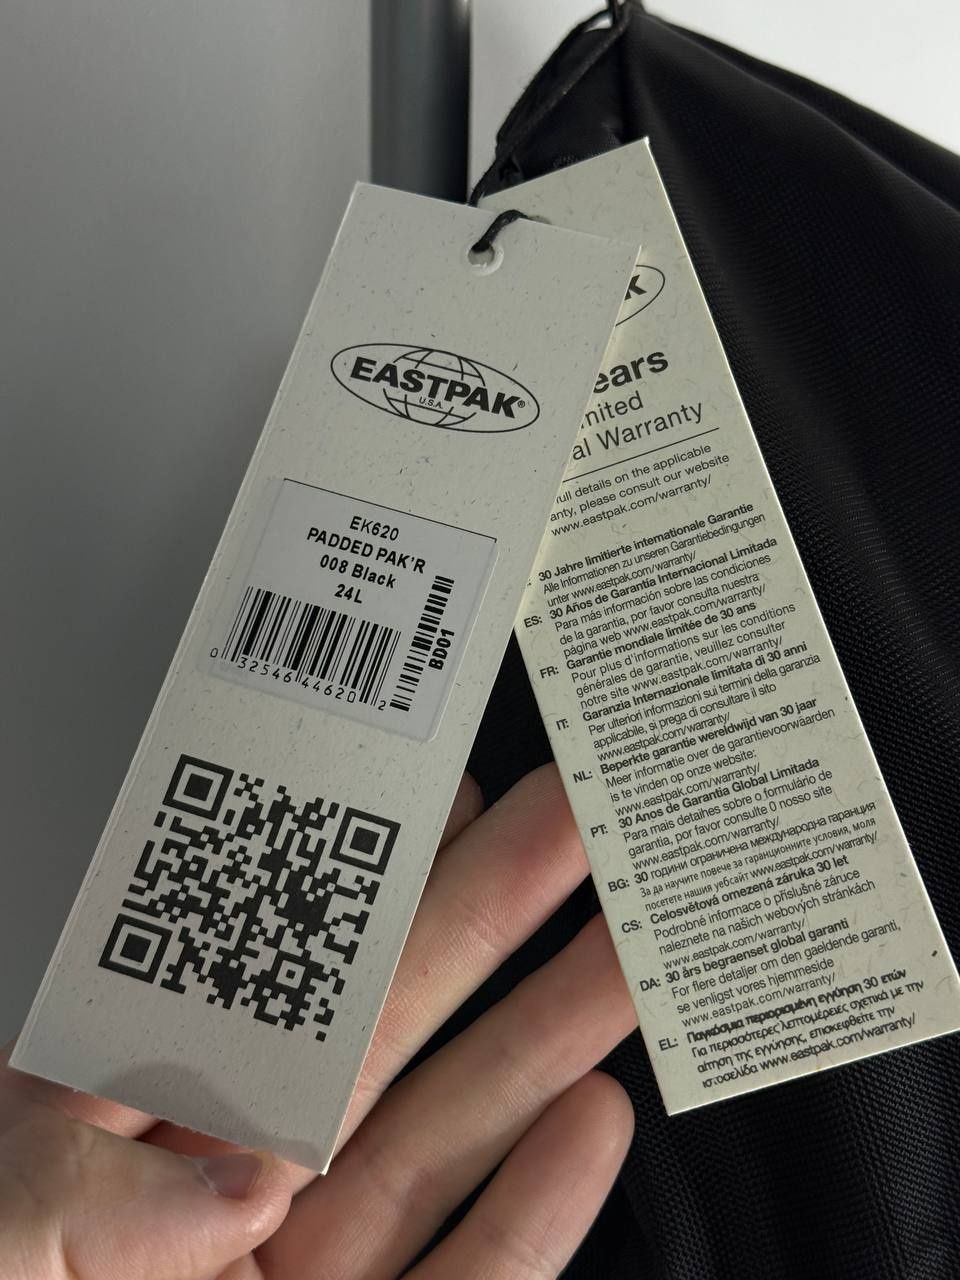 EASTPAK®
U.S.A.
EK620
PADDED PAK'R
008 Black
24L
BD01
0 32546 44620 2
k
ears
nited
al Warranty
full details on the applicable
anty, please consult our website
www.eastpak.com/warranty/
30 Jahre limitierte internationale Garantie
Alle Informationen zu unseren Garantiebedingungen
unter www.eastpak.com/warranty/
ES: 30 Años de Garantía Internacional Limitada
Para más información sobre las condiciones
de la garantía, por favor consulta nuestra
página web www.eastpak.com/warranty/
FR: Garantie mondiale limitée de 30 ans
Pour plus d'informations sur les conditions
générales de garantie, veuillez consulter
notre site www.eastpak.com/warranty/
IT: Garanzia Internazionale limitata di 30 anni
Per ulteriori informazioni sui termini della garanzia
applicabile, si prega di consultare il sito
www.eastpak.com/warranty/
NL: Beperkte garantie wereldwijd van 30 jaar
Meer informatie over de garantievoorwaarden
is te vinden op onze website:
www.eastpak.com/warranty/
PT: 30 Anos de Garantia Global Limitada
Para mais detalhes sobre o formulário de
garantia, por favor consulte 0 nosso site
www.eastpak.com/warranty/
BG: 30 години ограничена международна гаранция
За да научите повече за гаранционните условия, моля
посетете нашия уебсайт www.eastpak.com/warranty/
CS: Celosvětová omezená záruka 30 let
Podrobné informace o příslušné záruce
naleznete na našich webových stránkách
www.eastpak.com/warranty/
DA: 30 års begraenset global garanti
For flere detaljer om den gaeldende garanti,
se venligst vores hjemmeside
www.eastpak.com/warranty/
EL: Παγκόσμια περιορισμένη εγγύηση 30 ετών
Για περισσότερες λεπτομέρειες σχετικά με την
αίτηση της εγγύησης, επισκεφθείτε την
ιστοσελίδα www.eastpak.com/warranty/